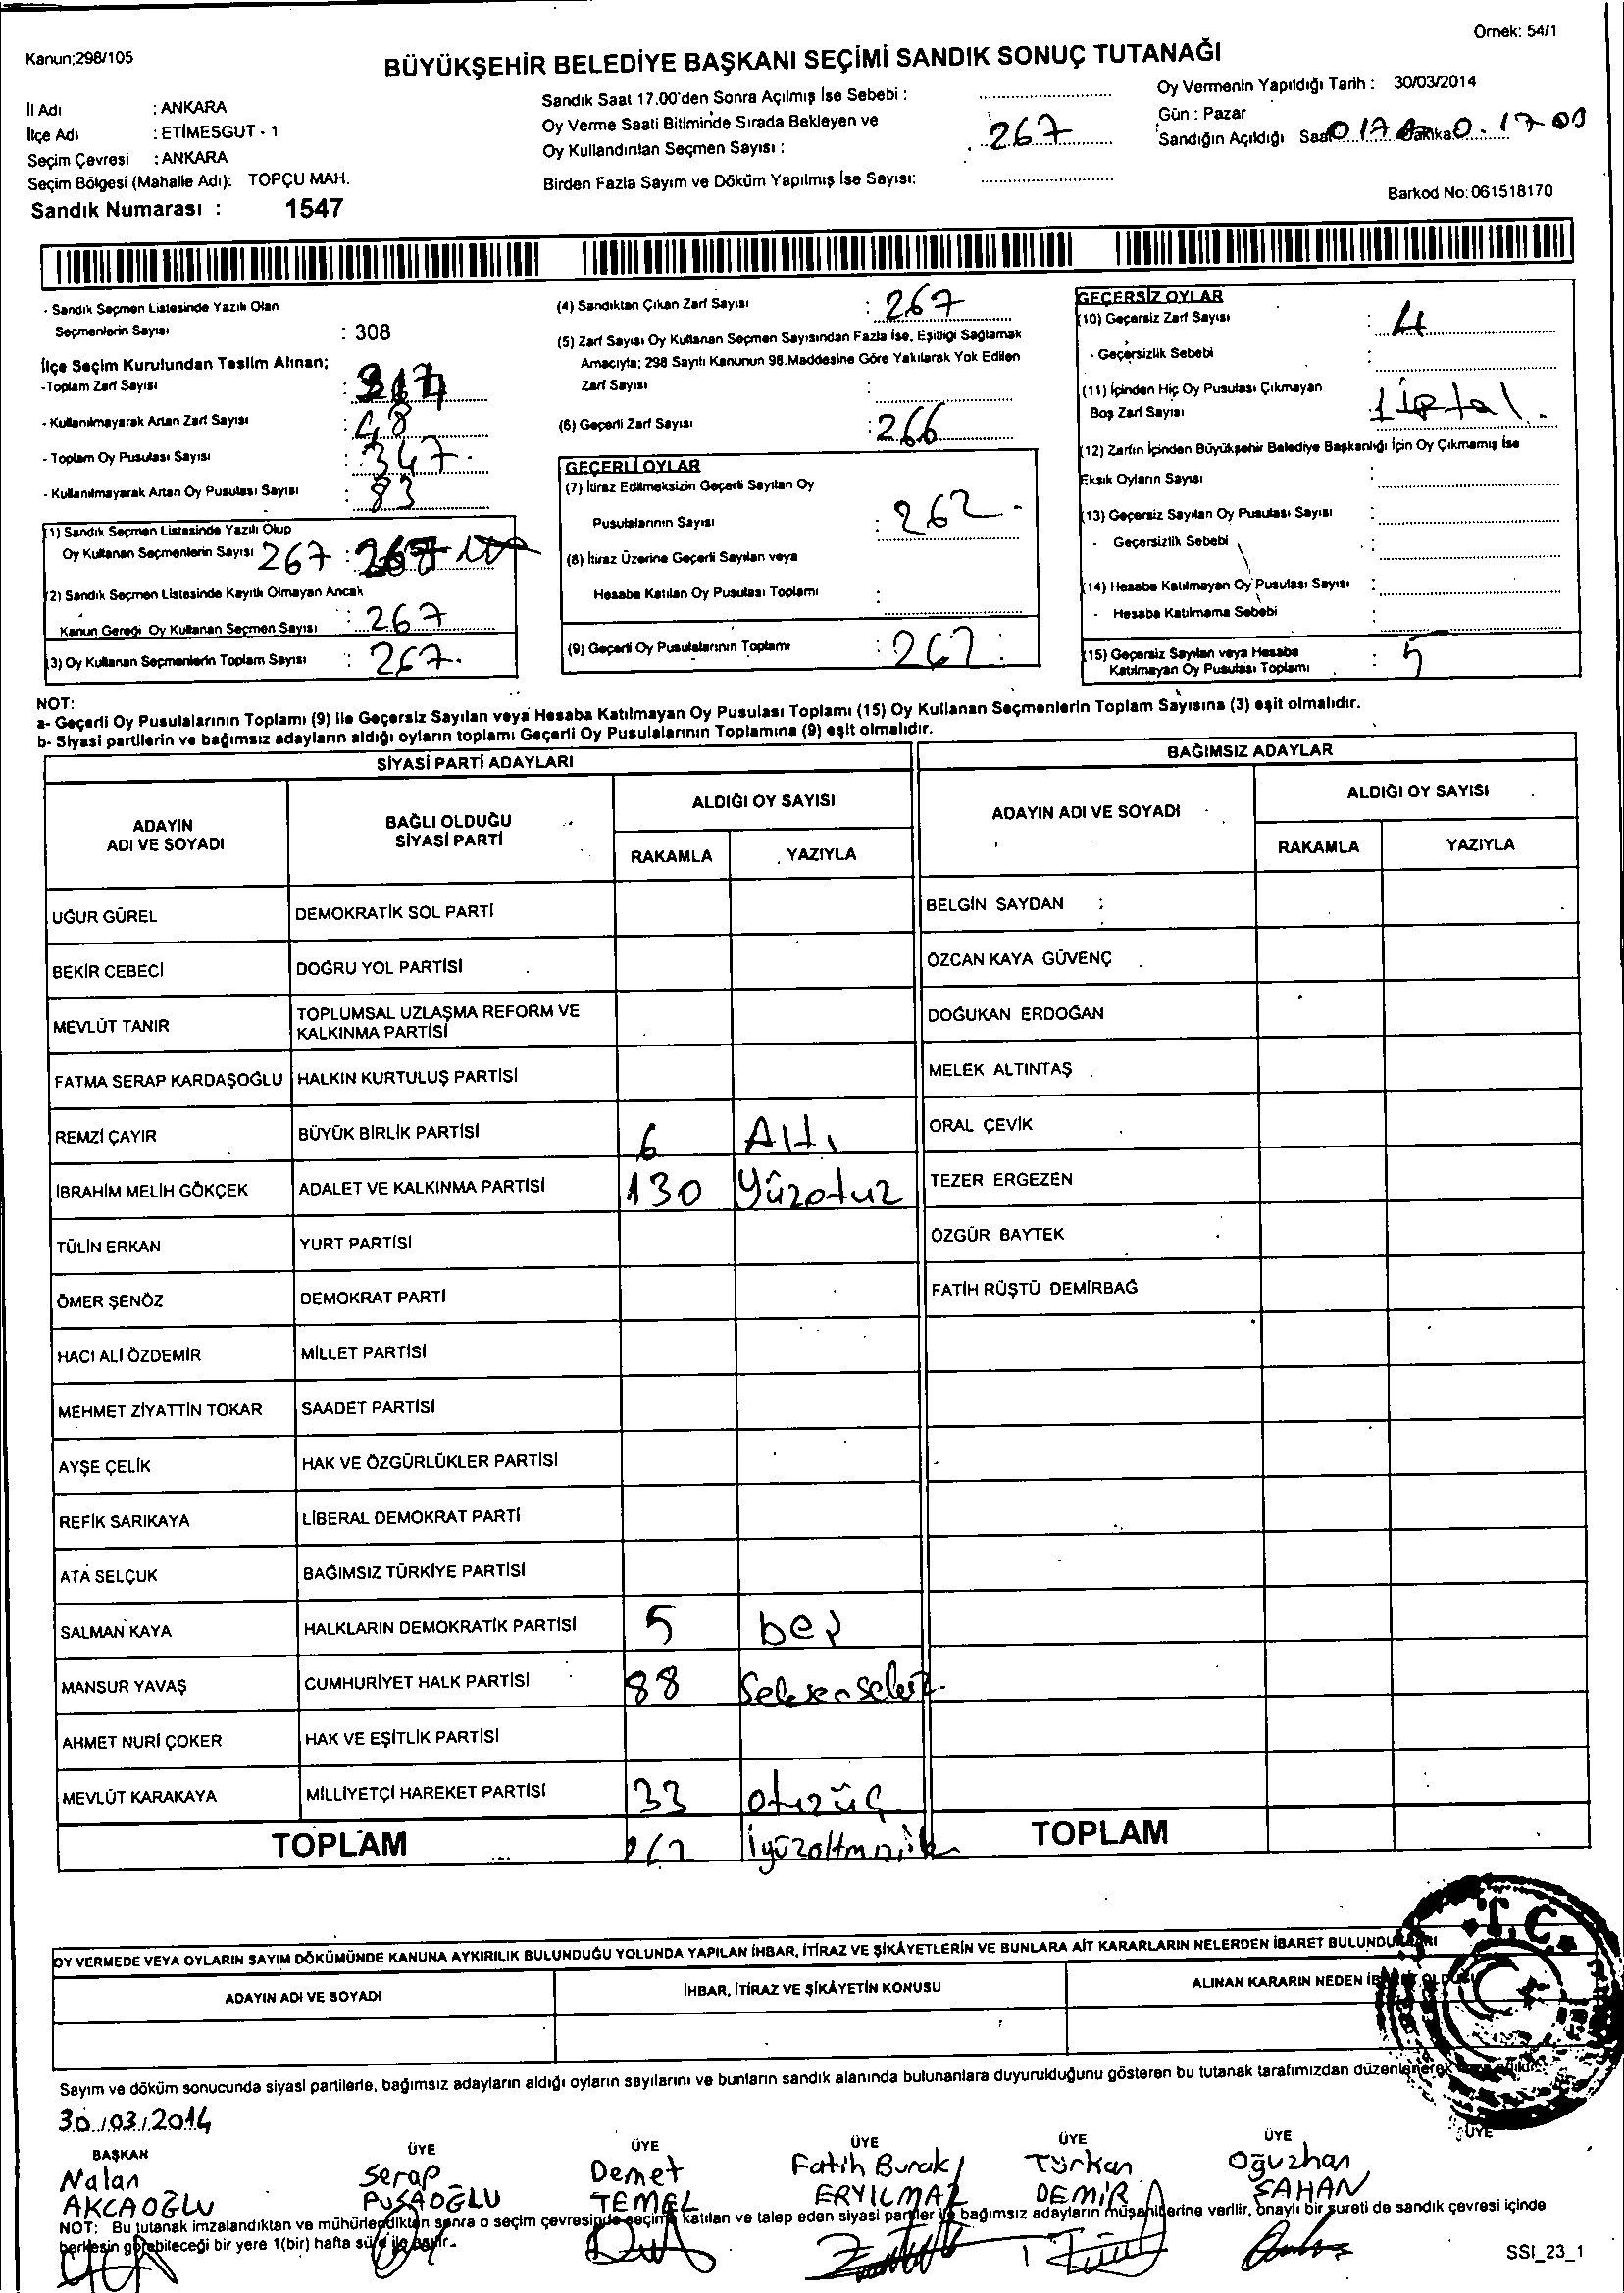 Örnek: 54/1
Kanun;298/105
BÜYÜKŞEHİR BELEDİYE BAŞKANI SEÇİMİ SANDIK SONUÇ TUTANAĞI
İl Adı : ANKARA
İlçe Adı : ETİMESGUT - 1
Seçim Çevresi : ANKARA
Seçim Bölgesi (Mahalle Adı): TOPÇU MAH.
Sandık Numarası : 1547
Sandık Saat 17.00'den Sonra Açılmış İse Sebebi :
Oy Verme Saati Bitiminde Sırada Bekleyen ve
Oy Kullandırılan Seçmen Sayısı : 267
Birden Fazla Sayım ve Döküm Yapılmış İse Sayısı:
Oy Vermenin Yapıldığı Tarih : 30/03/2014
Gün : Pazar
Sandığın Açıldığı Saat 17 00
Barkod No: 061518170
- Sandık Seçmen Listesinde Yazılı Olan
Seçmenlerin Sayısı : 308
İlçe Seçim Kurulundan Teslim Alınan;
-Toplam Zarf Sayısı :
- Kullanılmayarak Artan Zarf Sayısı : 48
- Toplam Oy Pusulası Sayısı : 347
- Kullanılmayarak Artan Oy Pusulası Sayısı : 83
(1) Sandık Seçmen Listesinde Yazılı Olup
Oy Kullanan Seçmenlerin Sayısı 267 :
(2) Sandık Seçmen Listesinde Kayıtlı Olmayan Ancak
Kanun Gereği Oy Kullanan Seçmen Sayısı : 267
(3) Oy Kullanan Seçmenlerin Toplam Sayısı : 267
(4) Sandıktan Çıkan Zarf Sayısı : 267
(5) Zarf Sayısı Oy Kullanan Seçmen Sayısından Fazla İse, Eşitliği Sağlamak
Amacıyla; 298 Sayılı Kanunun 98.Maddesine Göre Yakılarak Yok Edilen
Zarf Sayısı :
(6) Geçerli Zarf Sayısı : 266
GEÇERLİ OYLAR
(7) İtiraz Edilmeksizin Geçerli Sayılan Oy
Pusulalarının Sayısı : 262
(8) İtiraz Üzerine Geçerli Sayılan veya
Hesaba Katılan Oy Pusulası Toplamı :
(9) Geçerli Oy Pusulalarının Toplamı : 262
GEÇERSİZ OYLAR
(10) Geçersiz Zarf Sayısı : 4
- Geçersizlik Sebebi :
(11) İçinden Hiç Oy Pusulası Çıkmayan
Boş Zarf Sayısı : 1 iptal.
(12) Zarfın İçinden Büyükşehir Belediye Başkanlığı İçin Oy Çıkmamış İse
Eksik Oyların Sayısı :
(13) Geçersiz Sayılan Oy Pusulası Sayısı :
- Geçersizlik Sebebi :
(14) Hesaba Katılmayan Oy Pusulası Sayısı :
- Hesaba Katılmama Sebebi :
(15) Geçersiz Sayılan veya Hesaba
Katılmayan Oy Pusulası Toplamı : 5
NOT:
a- Geçerli Oy Pusulalarının Toplamı (9) ile Geçersiz Sayılan veya Hesaba Katılmayan Oy Pusulası Toplamı (15) Oy Kullanan Seçmenlerin Toplam Sayısına (3) eşit olmalıdır.
b- Siyasi partilerin ve bağımsız adayların aldığı oyların toplamı Geçerli Oy Pusulalarının Toplamına (9) eşit olmalıdır.
SİYASİ PARTİ ADAYLARI
BAĞIMSIZ ADAYLAR
ADAYIN ADI VE SOYADI
BAĞLI OLDUĞU SİYASİ PARTİ
ALDIĞI OY SAYISI
RAKAMLA YAZIYLA
ADAYIN ADI VE SOYADI
ALDIĞI OY SAYISI
RAKAMLA YAZIYLA
UĞUR GÜREL DEMOKRATİK SOL PARTİ BELGİN SAYDAN
BEKİR CEBECİ DOĞRU YOL PARTİSİ ÖZCAN KAYA GÜVENÇ
MEVLÜT TANIR TOPLUMSAL UZLAŞMA REFORM VE KALKINMA PARTİSİ DOĞUKAN ERDOĞAN
FATMA SERAP KARDAŞOĞLU HALKIN KURTULUŞ PARTİSİ MELEK ALTINTAŞ
REMZİ ÇAYIR BÜYÜK BİRLİK PARTİSİ 6 Altı ORAL ÇEVİK
İBRAHİM MELİH GÖKÇEK ADALET VE KALKINMA PARTİSİ 130 Yüzotuz TEZER ERGEZEN
TÜLİN ERKAN YURT PARTİSİ ÖZGÜR BAYTEK
ÖMER ŞENÖZ DEMOKRAT PARTİ FATİH RÜŞTÜ DEMİRBAĞ
HACI ALİ ÖZDEMİR MİLLET PARTİSİ
MEHMET ZİYATTİN TOKAR SAADET PARTİSİ
AYŞE ÇELİK HAK VE ÖZGÜRLÜKLER PARTİSİ
REFİK SARIKAYA LİBERAL DEMOKRAT PARTİ
ATA SELÇUK BAĞIMSIZ TÜRKİYE PARTİSİ
SALMAN KAYA HALKLARIN DEMOKRATİK PARTİSİ 5 beş
MANSUR YAVAŞ CUMHURİYET HALK PARTİSİ 88 Seksensekiz
AHMET NURİ ÇOKER HAK VE EŞİTLİK PARTİSİ
MEVLÜT KARAKAYA MİLLİYETÇİ HAREKET PARTİSİ 33 otuzüç
TOPLAM 262 TOPLAM
OY VERMEDE VEYA OYLARIN SAYIM DÖKÜMÜNDE KANUNA AYKIRILIK BULUNDUĞU YOLUNDA YAPILAN İHBAR, İTİRAZ VE ŞİKÂYETLERİN VE BUNLARA AİT KARARLARIN NELERDEN İBARET BULUNDUKLARI
ADAYIN ADI VE SOYADI İHBAR, İTİRAZ VE ŞİKÂYETİN KONUSU ALINAN KARARIN NEDEN İBARET OLDUĞU
T.C.
Sayım ve döküm sonucunda siyasi partilerle, bağımsız adayların aldığı oyların sayılarını ve bunların sandık alanında bulunanlara duyurulduğunu gösteren bu tutanak tarafımızdan düzenlenerek
30/03/2014
BAŞKAN ÜYE ÜYE ÜYE ÜYE ÜYE ÜYE
Nalan Serap Demet Fatih Burak Türkan Oğuzhan
AKCAOĞLU PUSAOĞLU TEMEL ERYILMAZ DEMİR ŞAHAN
NOT: Bu tutanak imzalandıktan ve mühürlendikten sonra o seçim çevresinde seçime katılan ve talep eden siyasi partiler ile bağımsız adayların müşahitlerine verilir, onaylı bir sureti de sandık çevresi içinde
herkesin görebileceği bir yere 1(bir) hafta süre ile asılır.
SSI_23_1